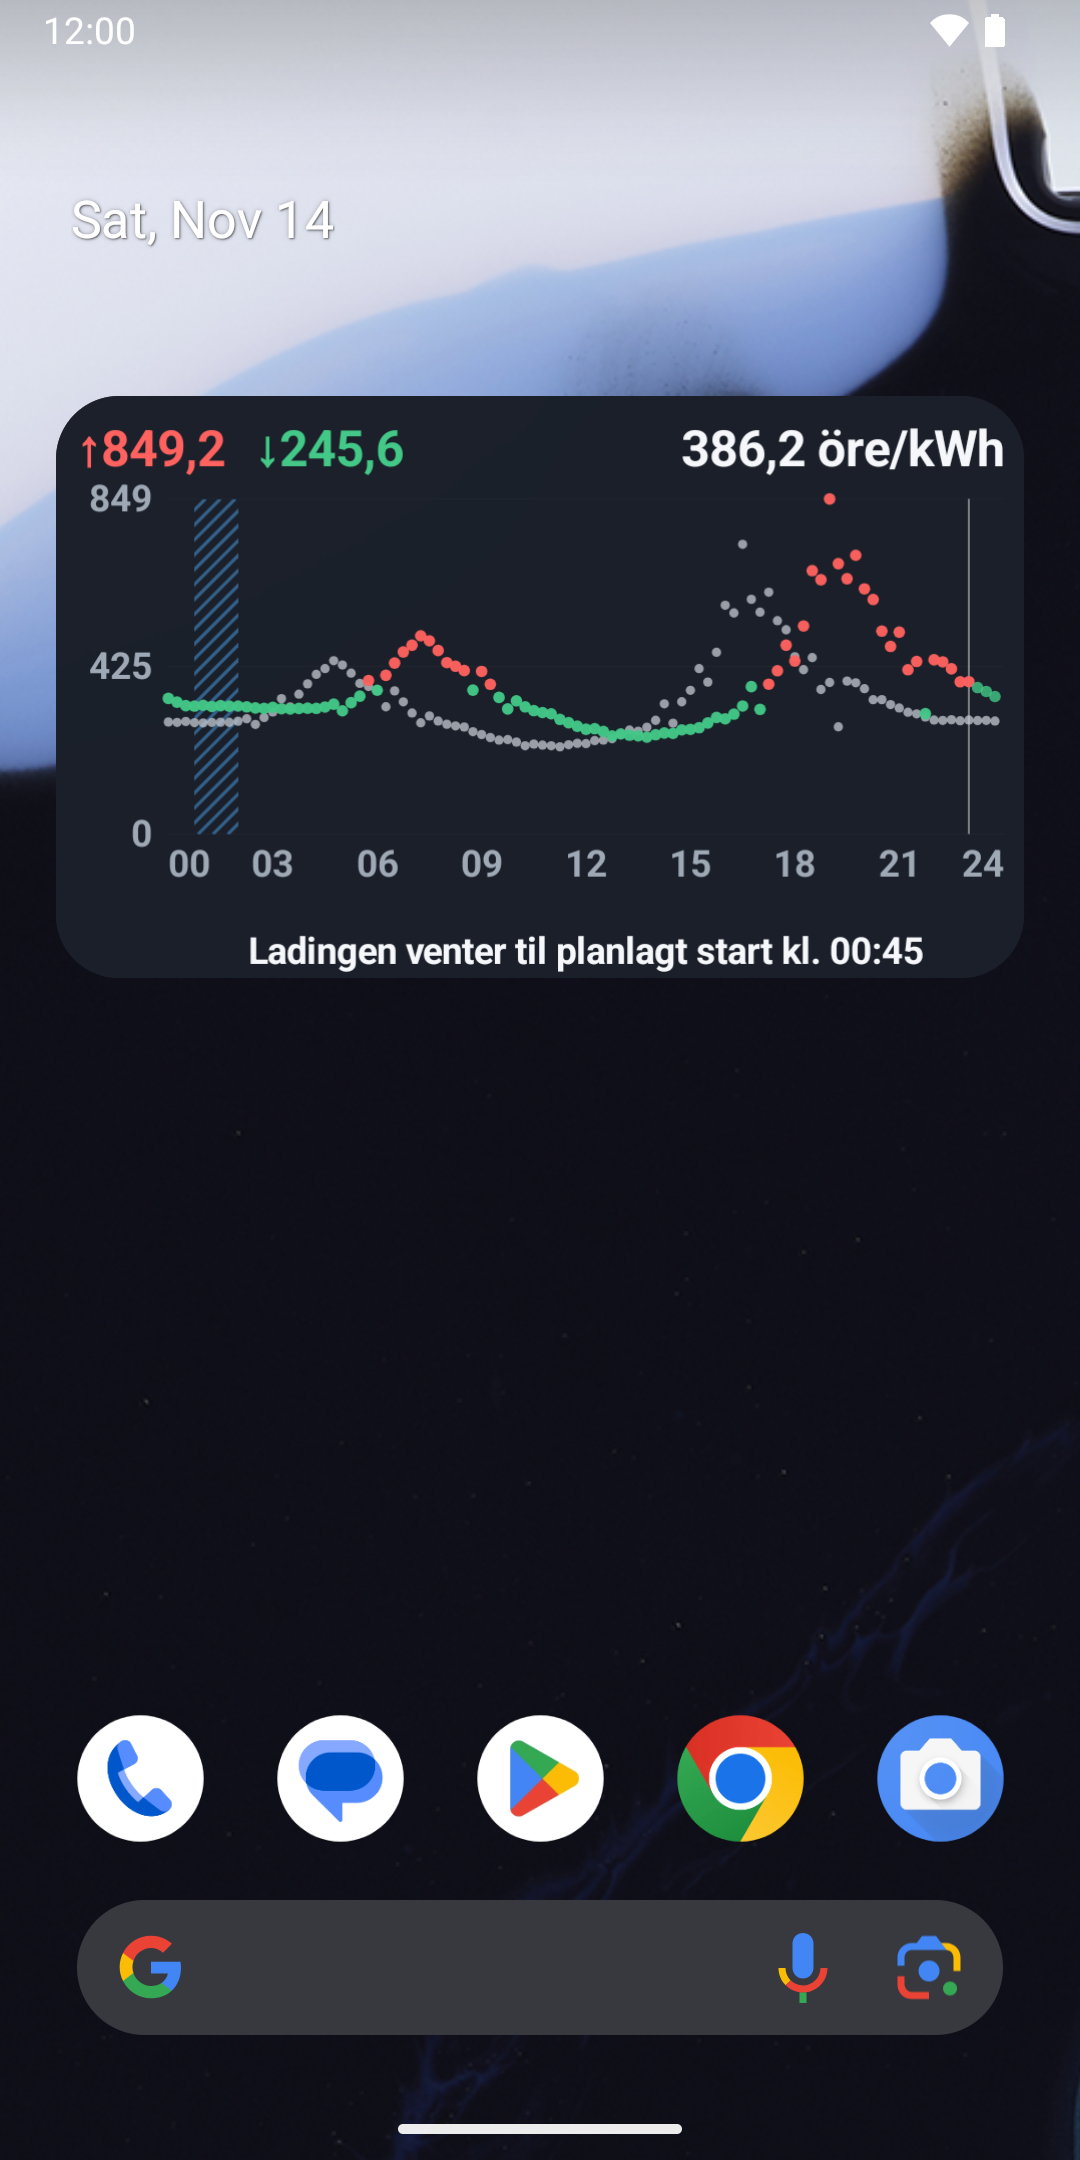 12:00
Sat, Nov 14
↑849,2 ↓245,6 386,2 öre/kWh
849
425
0
00 03 06 09 12 15 18 21 24
Ladingen venter til planlagt start kl. 00:45